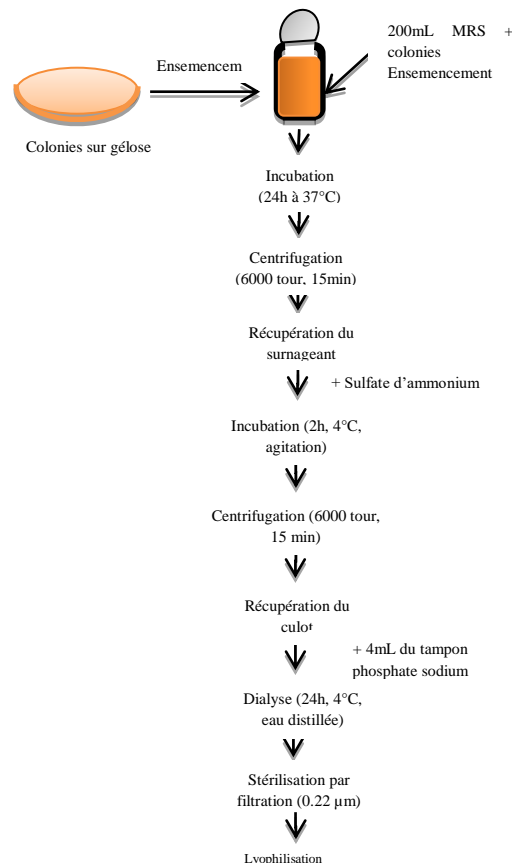 200mL MRS +
colonies
Ensemencement
Ensemencem
Colonies sur gélose
Incubation
(24h à 37°C)
Centrifugation
(6000 tour, 15min)
Récupération du
surnageant
+ Sulfate d’ammonium
Incubation (2h, 4°C,
agitation)
Centrifugation (6000 tour,
15 min)
Récupération du
culot
+ 4mL du tampon
phosphate sodium
Dialyse (24h, 4°C,
eau distillée)
Stérilisation par
filtration (0.22 µm)
Lyophilisation